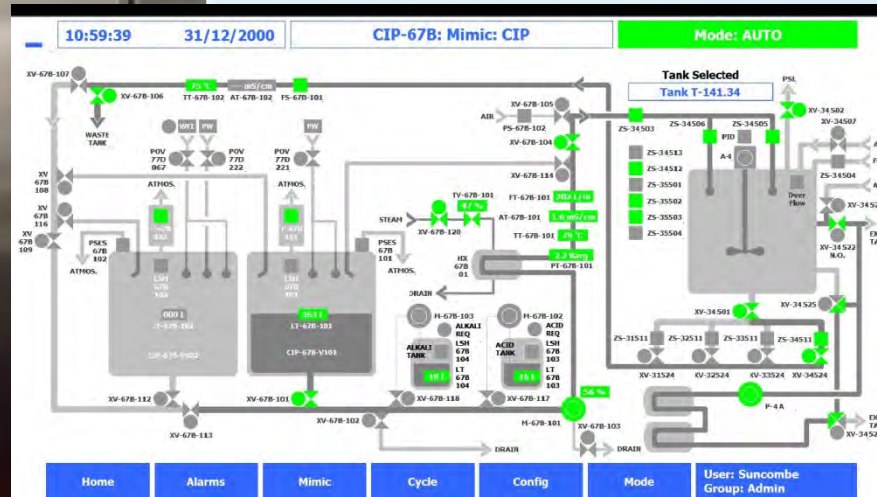 10:59:39 31/12/2000 CIP-67B: Mimic: CIP Mode: AUTO
XV-67B-107
XV-67B-106
WASTE
TANK
75 °C
TT-67B-102
mS/cm
AT-67B-102
FS-67B-101
WFI
PW
PW
POV
77D
067
POV
77D
222
POV
77D
221
XV
67B
108
XV
67B
116
XV
67B
109
ATMOS.
ATMOS.
PSES
67B
102
ATMOS.
PSES
67B
101
ATMOS.
AIR
PS-67B-102
XV-67B-105
XV-67B-104
XV-67B-114
TV-67B-101
47 %
STEAM
XV-67B-120
FT-67B-101
AT-67B-101
1.6 mS/cm
TT-67B-101
2.2 Barg
PT-67B-101
HX
67B
01
DRAIN
LT-67B-101
CIP-67B-V101
M-67B-103
ALKALI
REQ
ALKALI
TANK
LSH
67B
104
LT
67B
104
M-67B-102
ACID
REQ
ACID
TANK
LSH
67B
103
LT
67B
103
XV-67B-112
XV-67B-113
XV-67B-101
XV-67B-102
XV-67B-118
XV-67B-117
M-67B-101
56 %
XV-67B-103
DRAIN
DRAIN
Tank Selected
Tank T-141.34
ZS-34503
ZS-34506
ZS-34505
PID
A-4
PSL
XV-34502
XV-34507
ZS-34513
ZS-34512
ZS-35501
ZS-35502
ZS-35503
ZS-35504
ZS-34504
Over
Flow
XV-34522
N.O.
XV-34501
XV-34525
ZS-31511
ZS-32511
ZS-33511
ZS-34511
XV-31524
KV-32524
KV-33524
XV-34524
P-4A
Home Alarms Mimic Cycle Config Mode
User: Suncombe
Group: Admin